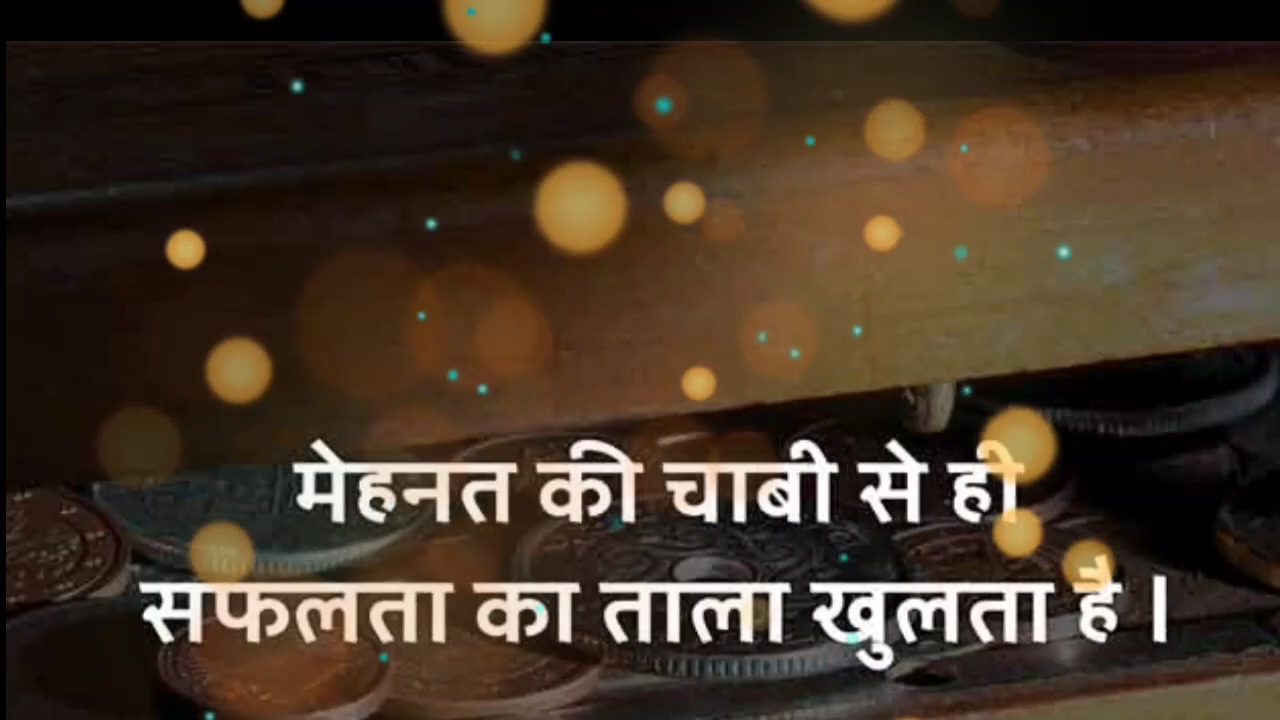 मेहनत की चाबी से ही
सफलता का ताला खुलता है ।